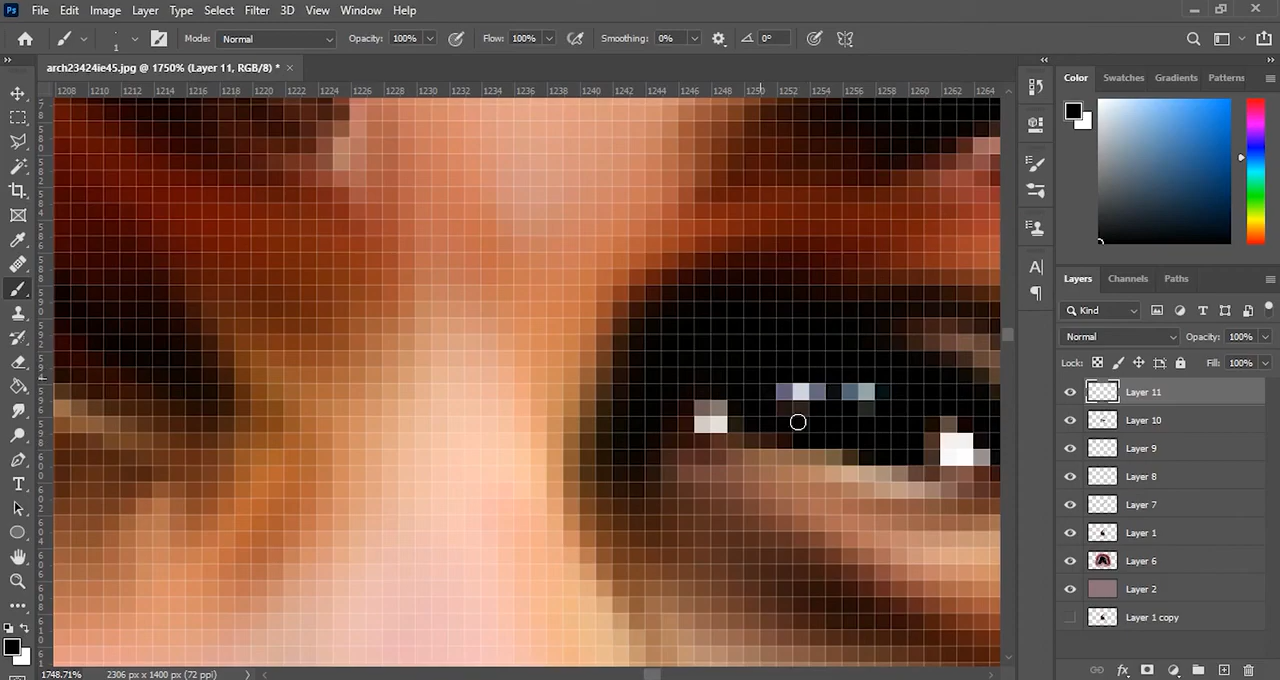 Ps File Edit Image Layer Type Select Filter 3D View Window Help
1 Mode: Normal Opacity: 100% Flow: 100% Smoothing: 0% 0°
arch23424ie45.jpg @ 1750% (Layer 11, RGB/8) *
1208 1210 1212 1214 1216 1218 1220 1222 1224 1226 1228 1230 1232 1234 1236 1238 1240 1242 1244 1246 1248 1250 1252 1254 1256 1258 1260 1262 1264
Color Swatches Gradients Patterns
Layers Channels Paths
Kind
Normal Opacity: 100%
Lock: Fill: 100%
Layer 11
Layer 10
Layer 9
Layer 8
Layer 7
Layer 1
Layer 6
Layer 2
Layer 1 copy
1748.71% 2306 px x 1400 px (72 ppi)